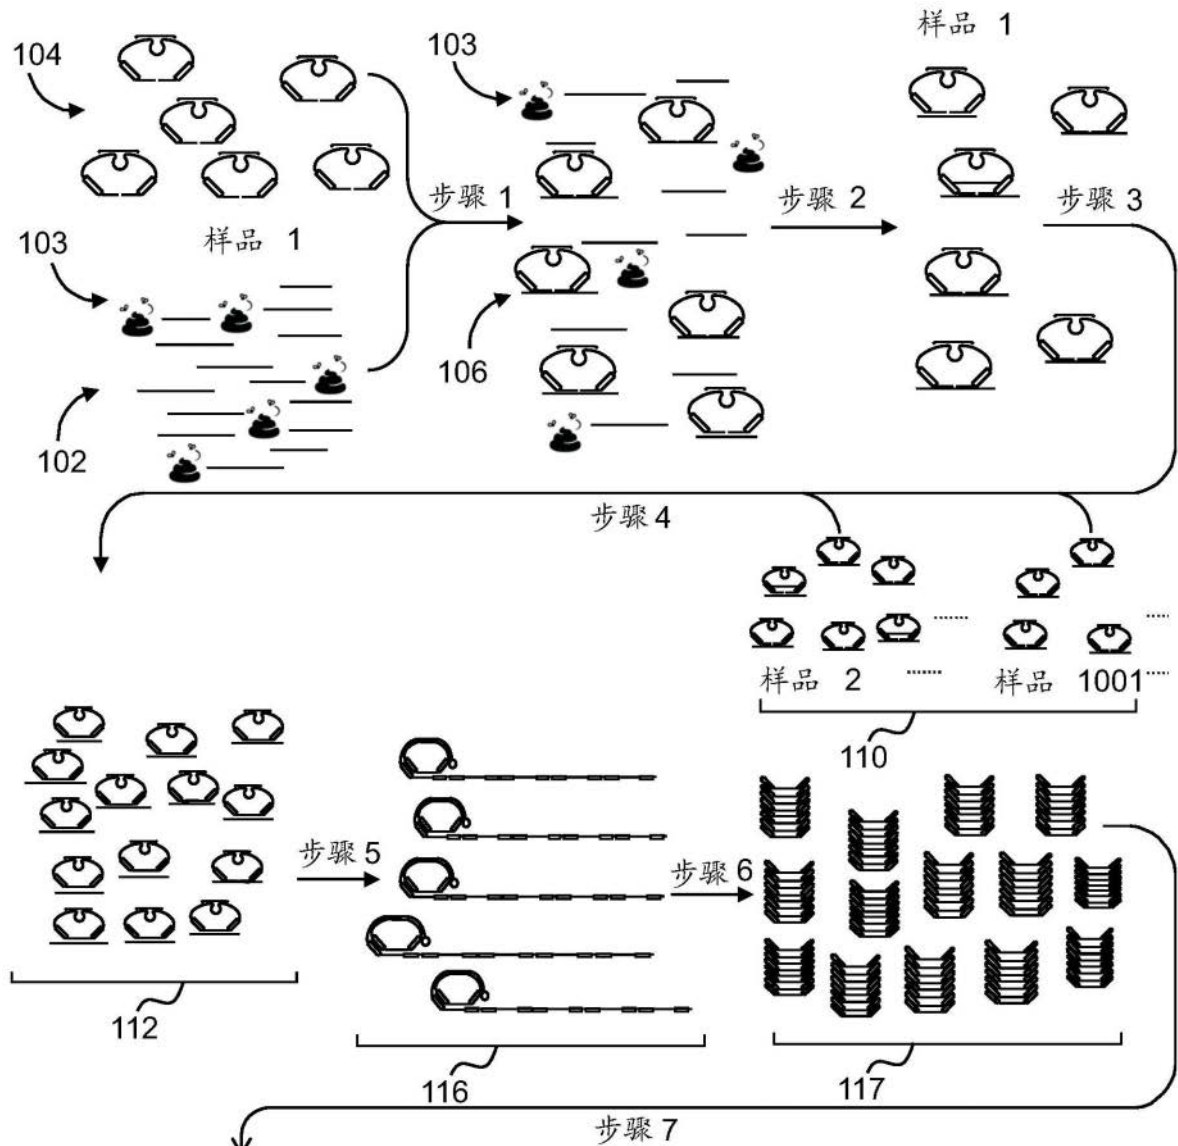 样品 1
104
103
步骤 1
步骤 2
步骤 3
样品 1
103
106
102
步骤 4
样品 2
......
样品 1001
......
110
步骤 5
步骤 6
112
116
117
步骤 7